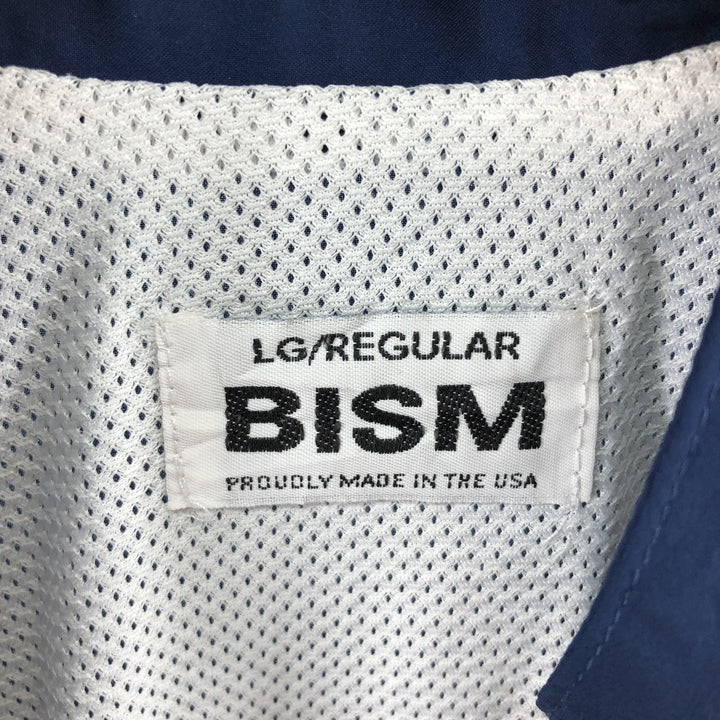 LG/REGULAR
BISM
PROUDLY MADE IN THE USA